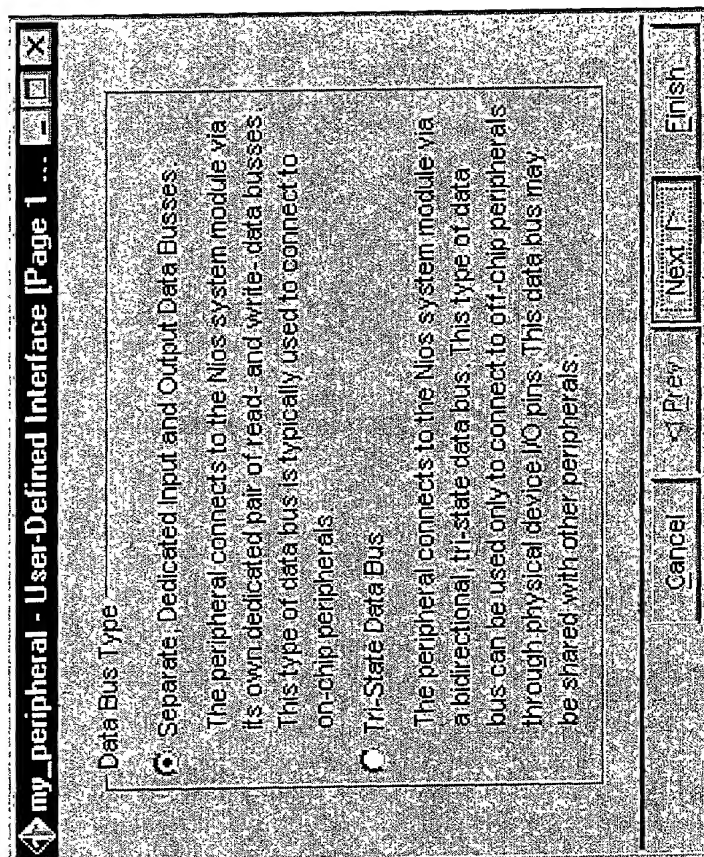 my_peripheral - User-Defined Interface [Page 1 ...
Data Bus Type
Separate, Dedicated Input and Output Data Busses.
The peripheral connects to the Nios system module via
its own dedicated pair of read- and write- data busses.
This type of data bus is typically used to connect to
on-chip peripherals.
Tri-State Data Bus
The peripheral connects to the Nios system module via
a bidirectional, tri-state data bus. This type of data
bus can be used only to connect to off-chip peripherals
through physical device I/O pins. This data bus may
be shared with other peripherals.
Cancel
< Prev
Next >
Finish